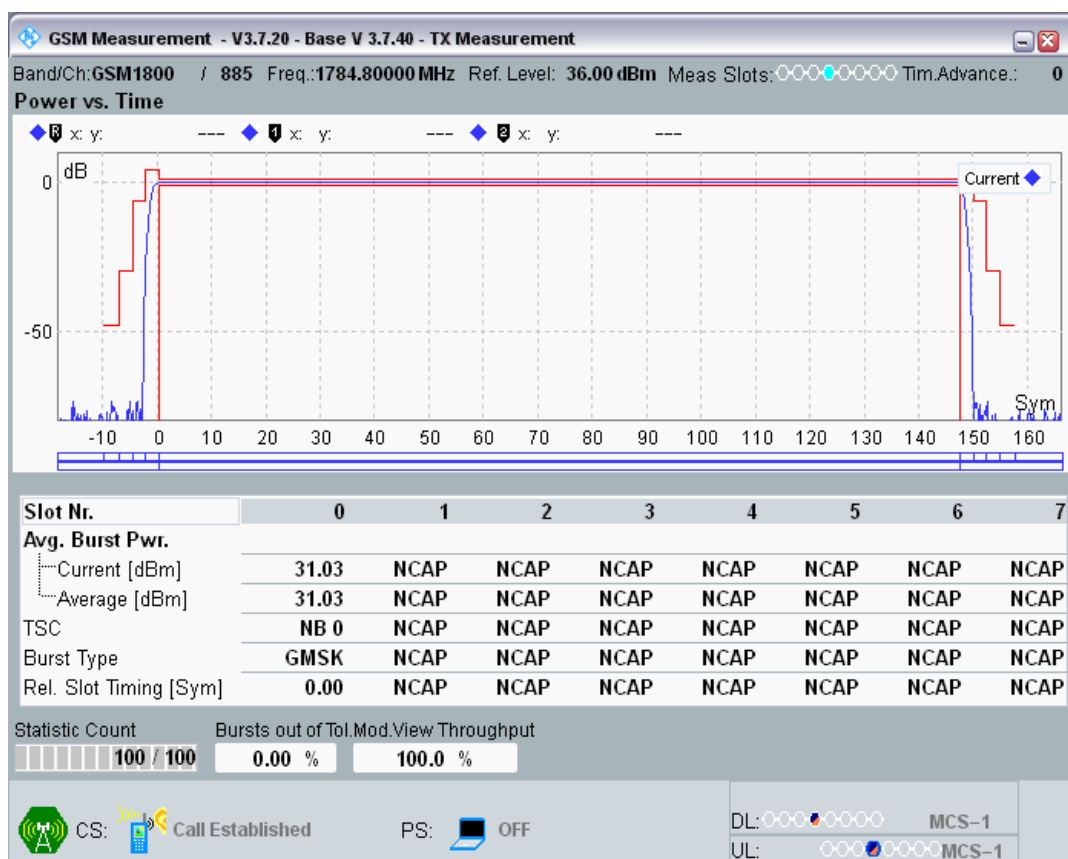 GSM Measurement - V3.7.20 - Base V 3.7.40 - TX Measurement
Band/Ch:GSM1800 / 885 Freq.:1784.80000 MHz Ref. Level: 36.00 dBm Meas Slots: Tim.Advance.: 0
Power vs. Time
R x: y: --- 1 x: y: --- 2 x: y: ---
dB
Current
0
-50
Sym
-10 0 10 20 30 40 50 60 70 80 90 100 110 120 130 140 150 160
Slot Nr. 0 1 2 3 4 5 6 7
Avg. Burst Pwr.
Current [dBm] 31.03 NCAP NCAP NCAP NCAP NCAP NCAP NCAP
Average [dBm] 31.03 NCAP NCAP NCAP NCAP NCAP NCAP NCAP
TSC NB 0 NCAP NCAP NCAP NCAP NCAP NCAP NCAP
Burst Type GMSK NCAP NCAP NCAP NCAP NCAP NCAP NCAP
Rel. Slot Timing [Sym] 0.00 NCAP NCAP NCAP NCAP NCAP NCAP NCAP
Statistic Count Bursts out of Tol. Mod.View Throughput
100 / 100 0.00 % 100.0 %
CS: Call Established PS: OFF
DL: MCS-1
UL: MCS-1